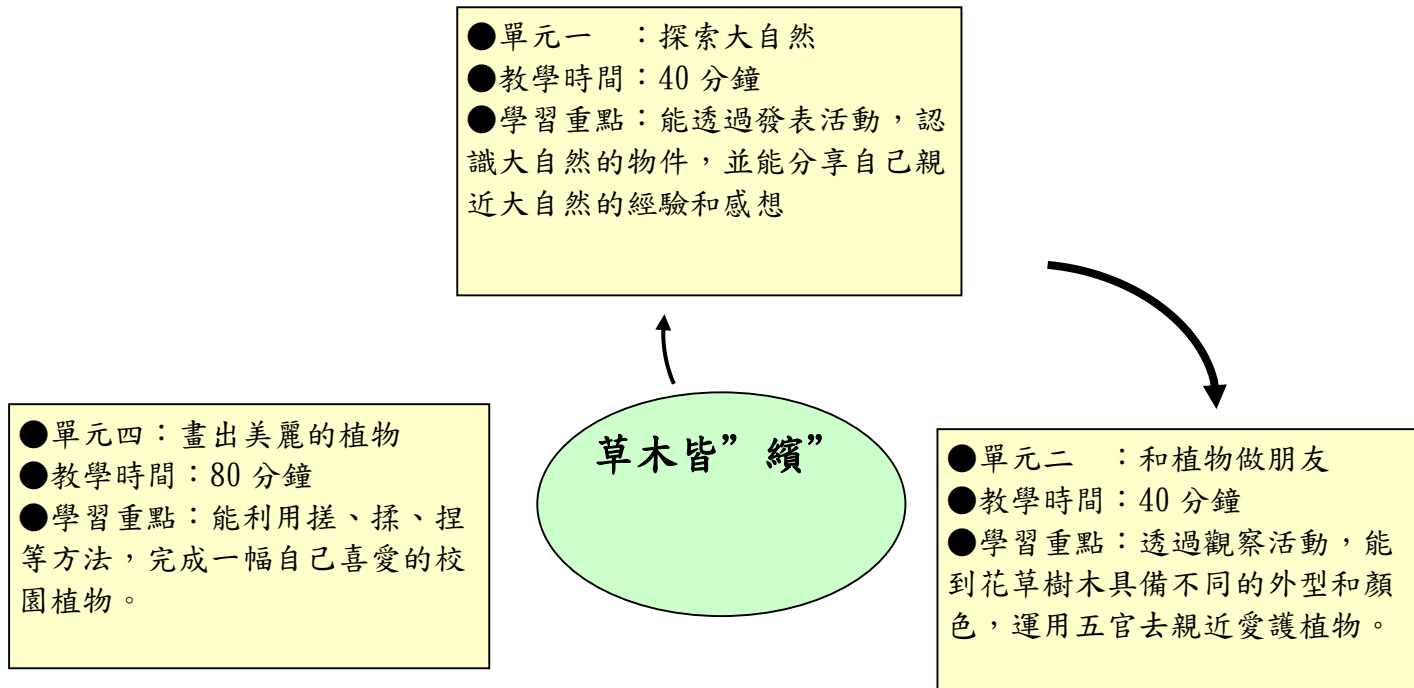 ●單元一　：探索大自然
●教學時間：40 分鐘
●學習重點：能透過發表活動，認
識大自然的物件，並能分享自己親
近大自然的經驗和感想
●單元四：畫出美麗的植物
●教學時間：80 分鐘
●學習重點：能利用搓、揉、捏
等方法，完成一幅自己喜愛的校
園植物。
草木皆”繽”
●單元二　：和植物做朋友
●教學時間：40 分鐘
●學習重點：透過觀察活動，能
到花草樹木具備不同的外型和顏
色，運用五官去親近愛護植物。